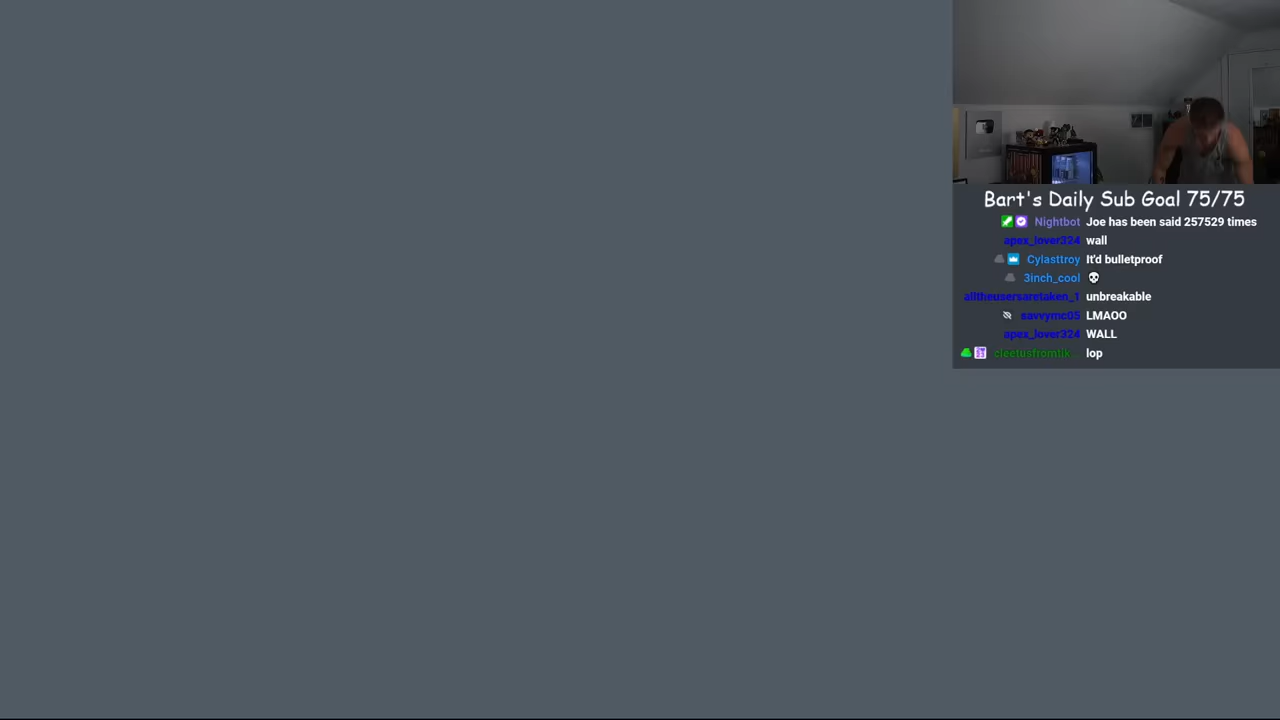 Bart's Daily Sub Goal 75/75
Nightbot Joe has been said 257529 times
apex_lover324 wall
Cylasttroy It'd bulletproof
3inch_cool 💀
alltheusersaretaken_1 unbreakable
savvymc05 LMAOO
apex_lover324 WALL
cleetusfromtik... lop